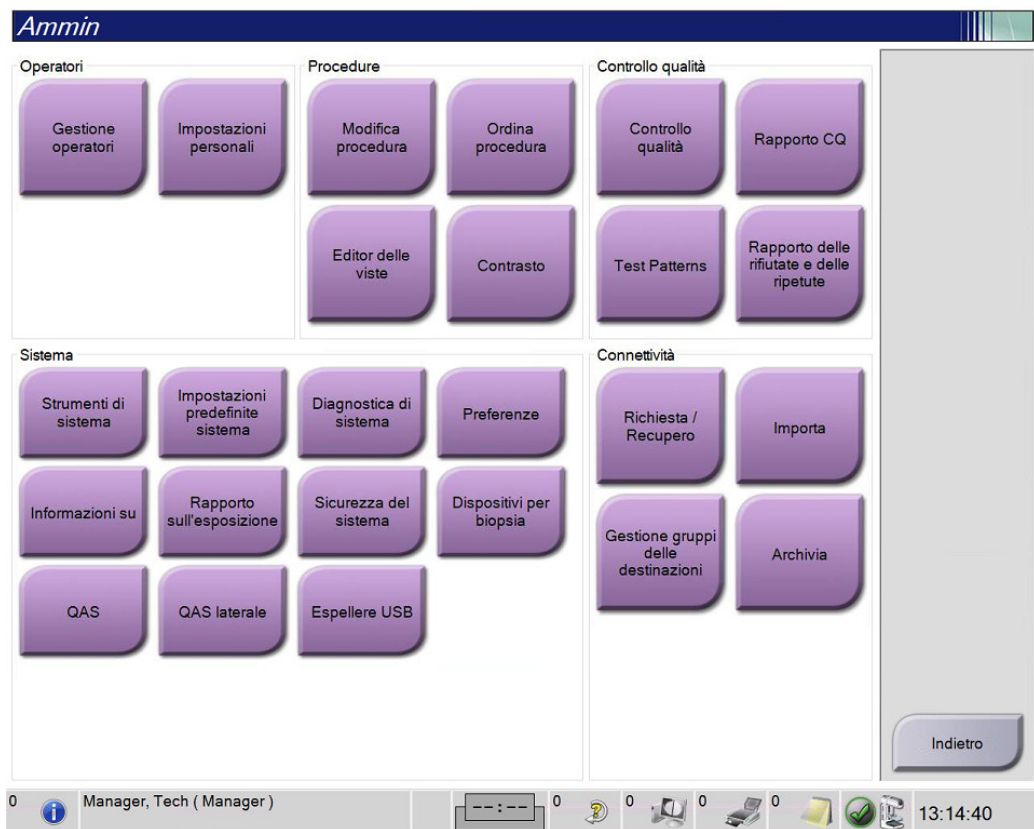 Ammin
Operatori
Gestione
operatori
Impostazioni
personali
Procedure
Modifica
procedura
Ordina
procedura
Editor delle
viste
Contrasto
Controllo qualità
Controllo
qualità
Rapporto CQ
Test Patterns
Rapporto delle
rifiutate e delle
ripetute
Sistema
Strumenti di
sistema
Impostazioni
predefinite
sistema
Diagnostica di
sistema
Preferenze
Informazioni su
Rapporto
sull'esposizione
Sicurezza del
sistema
Dispositivi per
biopsia
QAS
QAS laterale
Espellere USB
Connettività
Richiesta /
Recupero
Importa
Gestione gruppi
delle
destinazioni
Archivia
Indietro
0
Manager, Tech ( Manager )
--:--
0
0
0
0
13:14:40